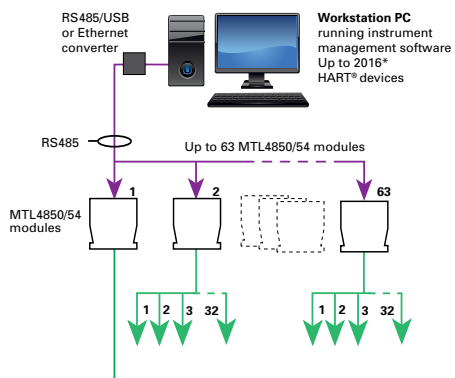 RS485/USB
or Ethernet
converter
Workstation PC
running instrument
management software
Up to 2016*
HART® devices
RS485
Up to 63 MTL4850/54 modules
1
2
63
MTL4850/54
modules
1 2 3 32
1 2 3 32